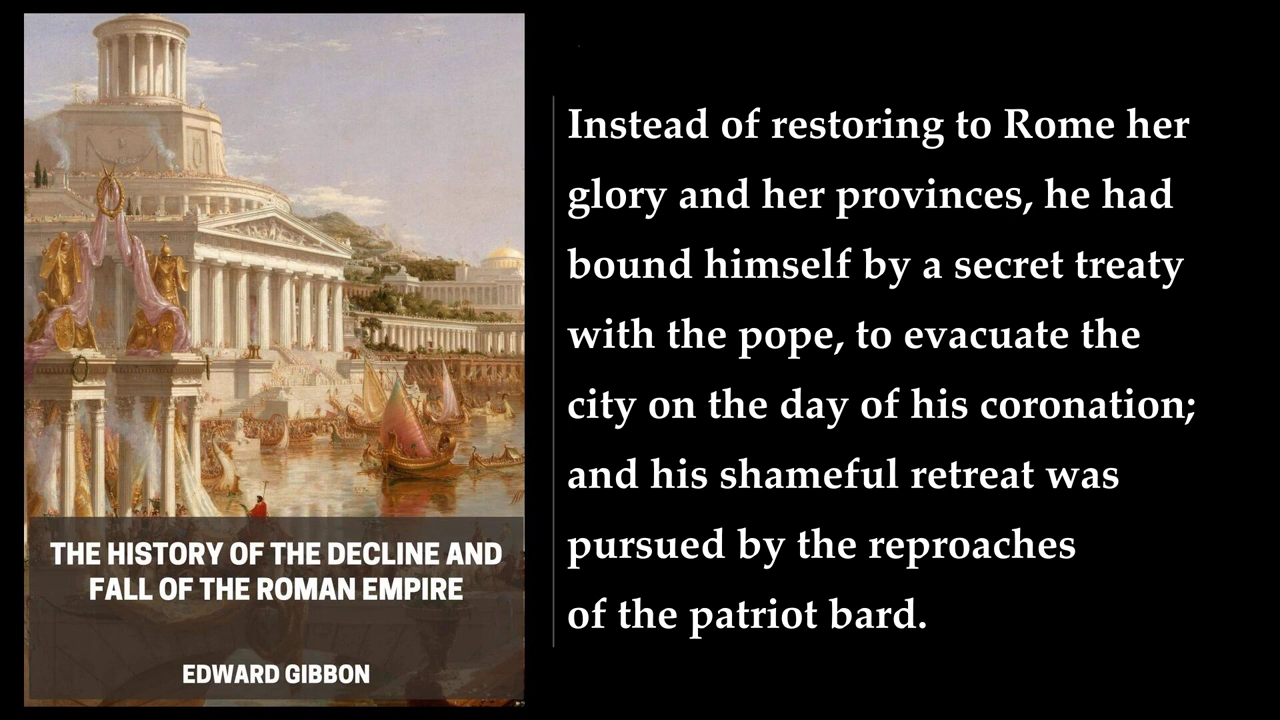 THE HISTORY OF THE DECLINE AND
FALL OF THE ROMAN EMPIRE
EDWARD GIBBON
Instead of restoring to Rome her
glory and her provinces, he had
bound himself by a secret treaty
with the pope, to evacuate the
city on the day of his coronation;
and his shameful retreat was
pursued by the reproaches
of the patriot bard.